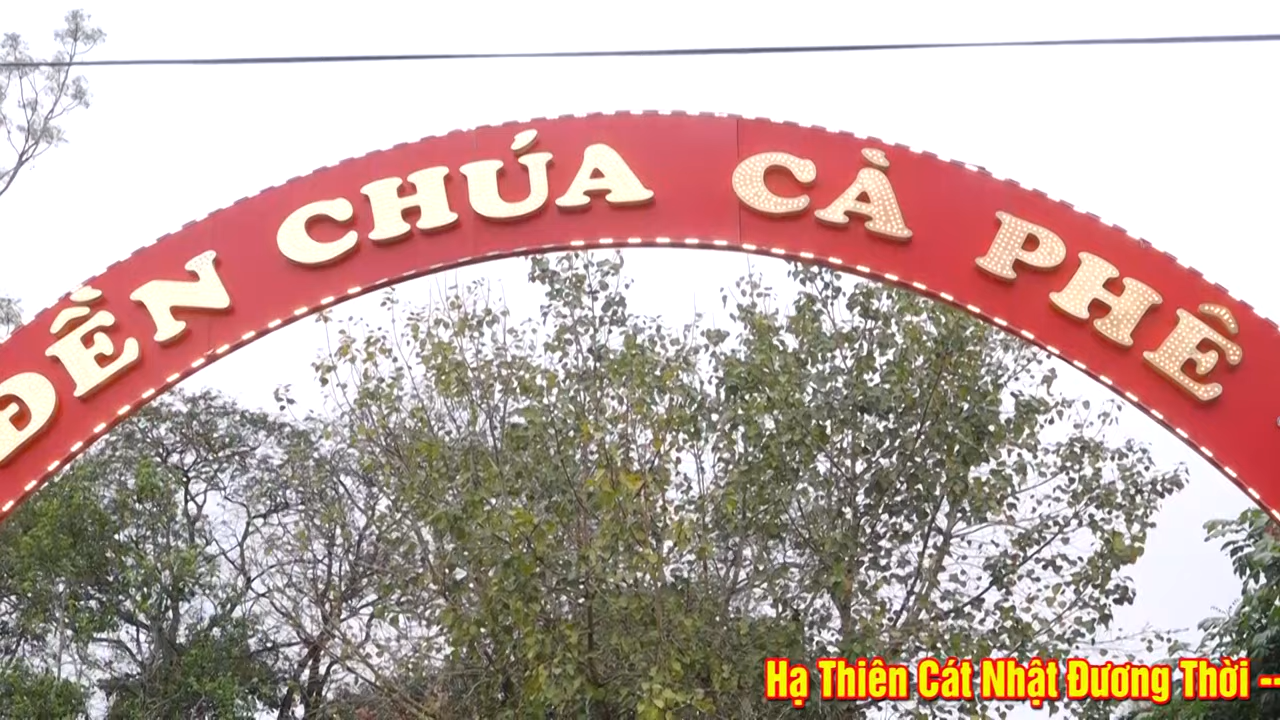 ĐỀN CHÚA CÀ PHÊ
Hạ Thiên Cát Nhật Đương Thời --